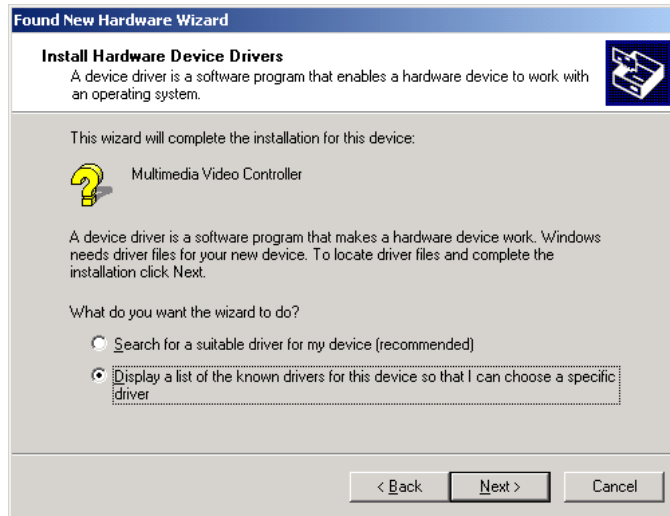 Found New Hardware Wizard
Install Hardware Device Drivers
A device driver is a software program that enables a hardware device to work with
an operating system.
This wizard will complete the installation for this device:
Multimedia Video Controller
A device driver is a software program that makes a hardware device work. Windows
needs driver files for your new device. To locate driver files and complete the
installation click Next.
What do you want the wizard to do?
Search for a suitable driver for my device (recommended)
Display a list of the known drivers for this device so that I can choose a specific
driver
< Back
Next >
Cancel